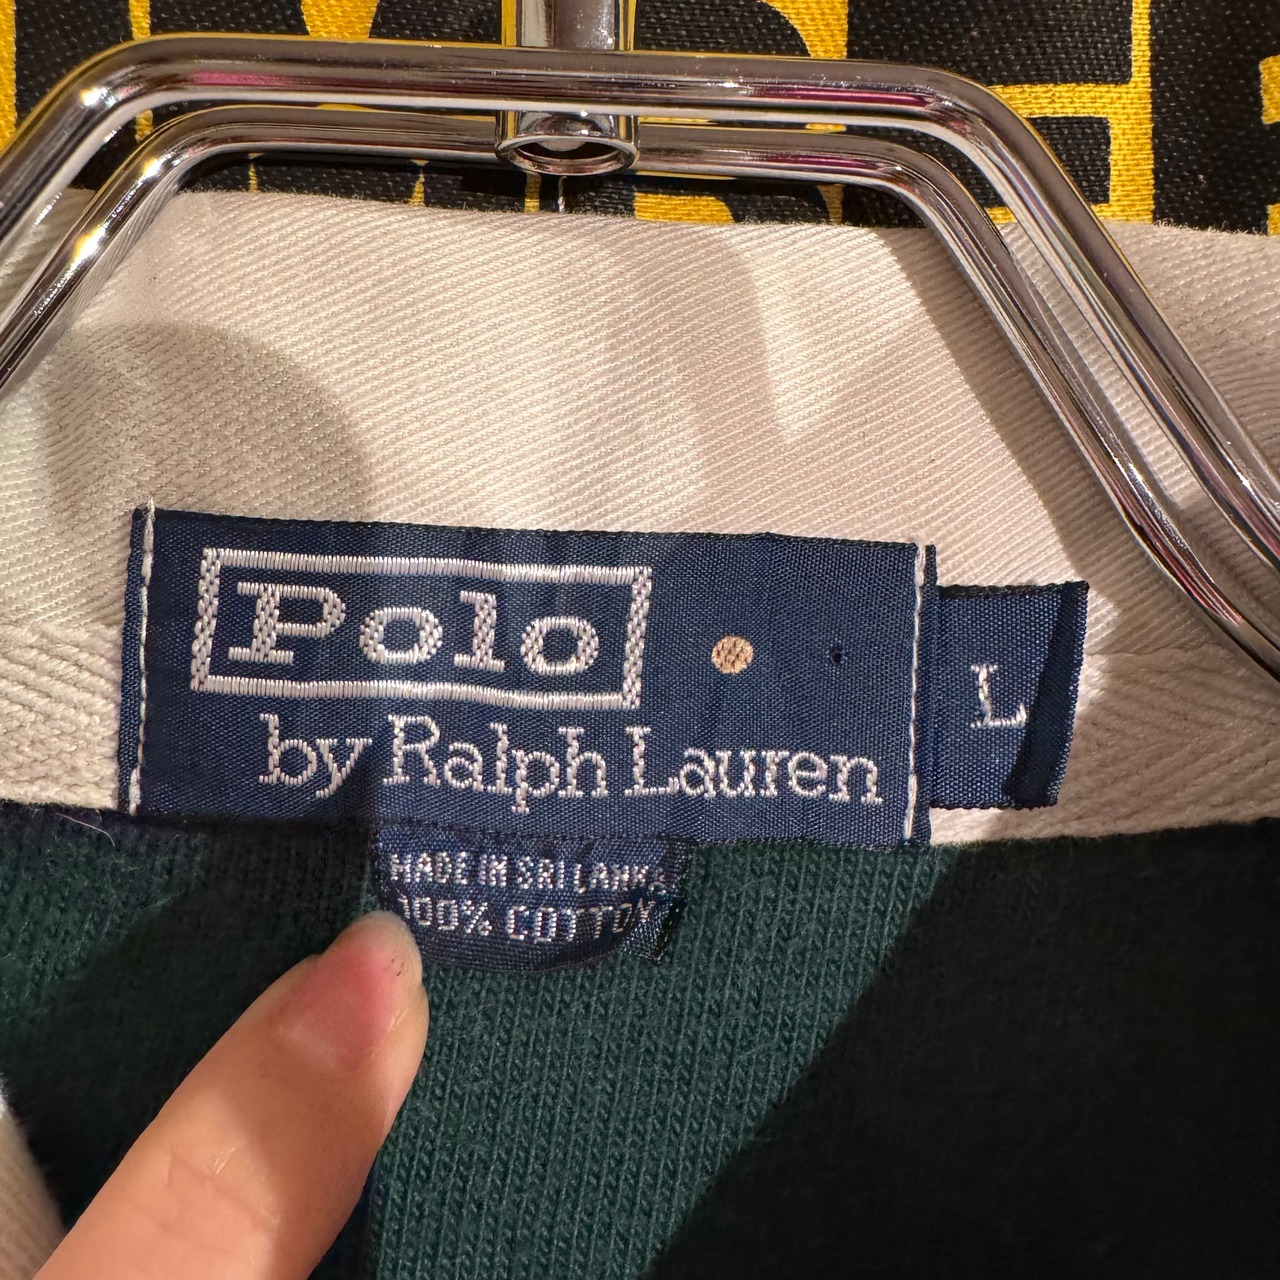 Polo
by Ralph Lauren
L
MADE IN SRI LANKA
100% COTTON